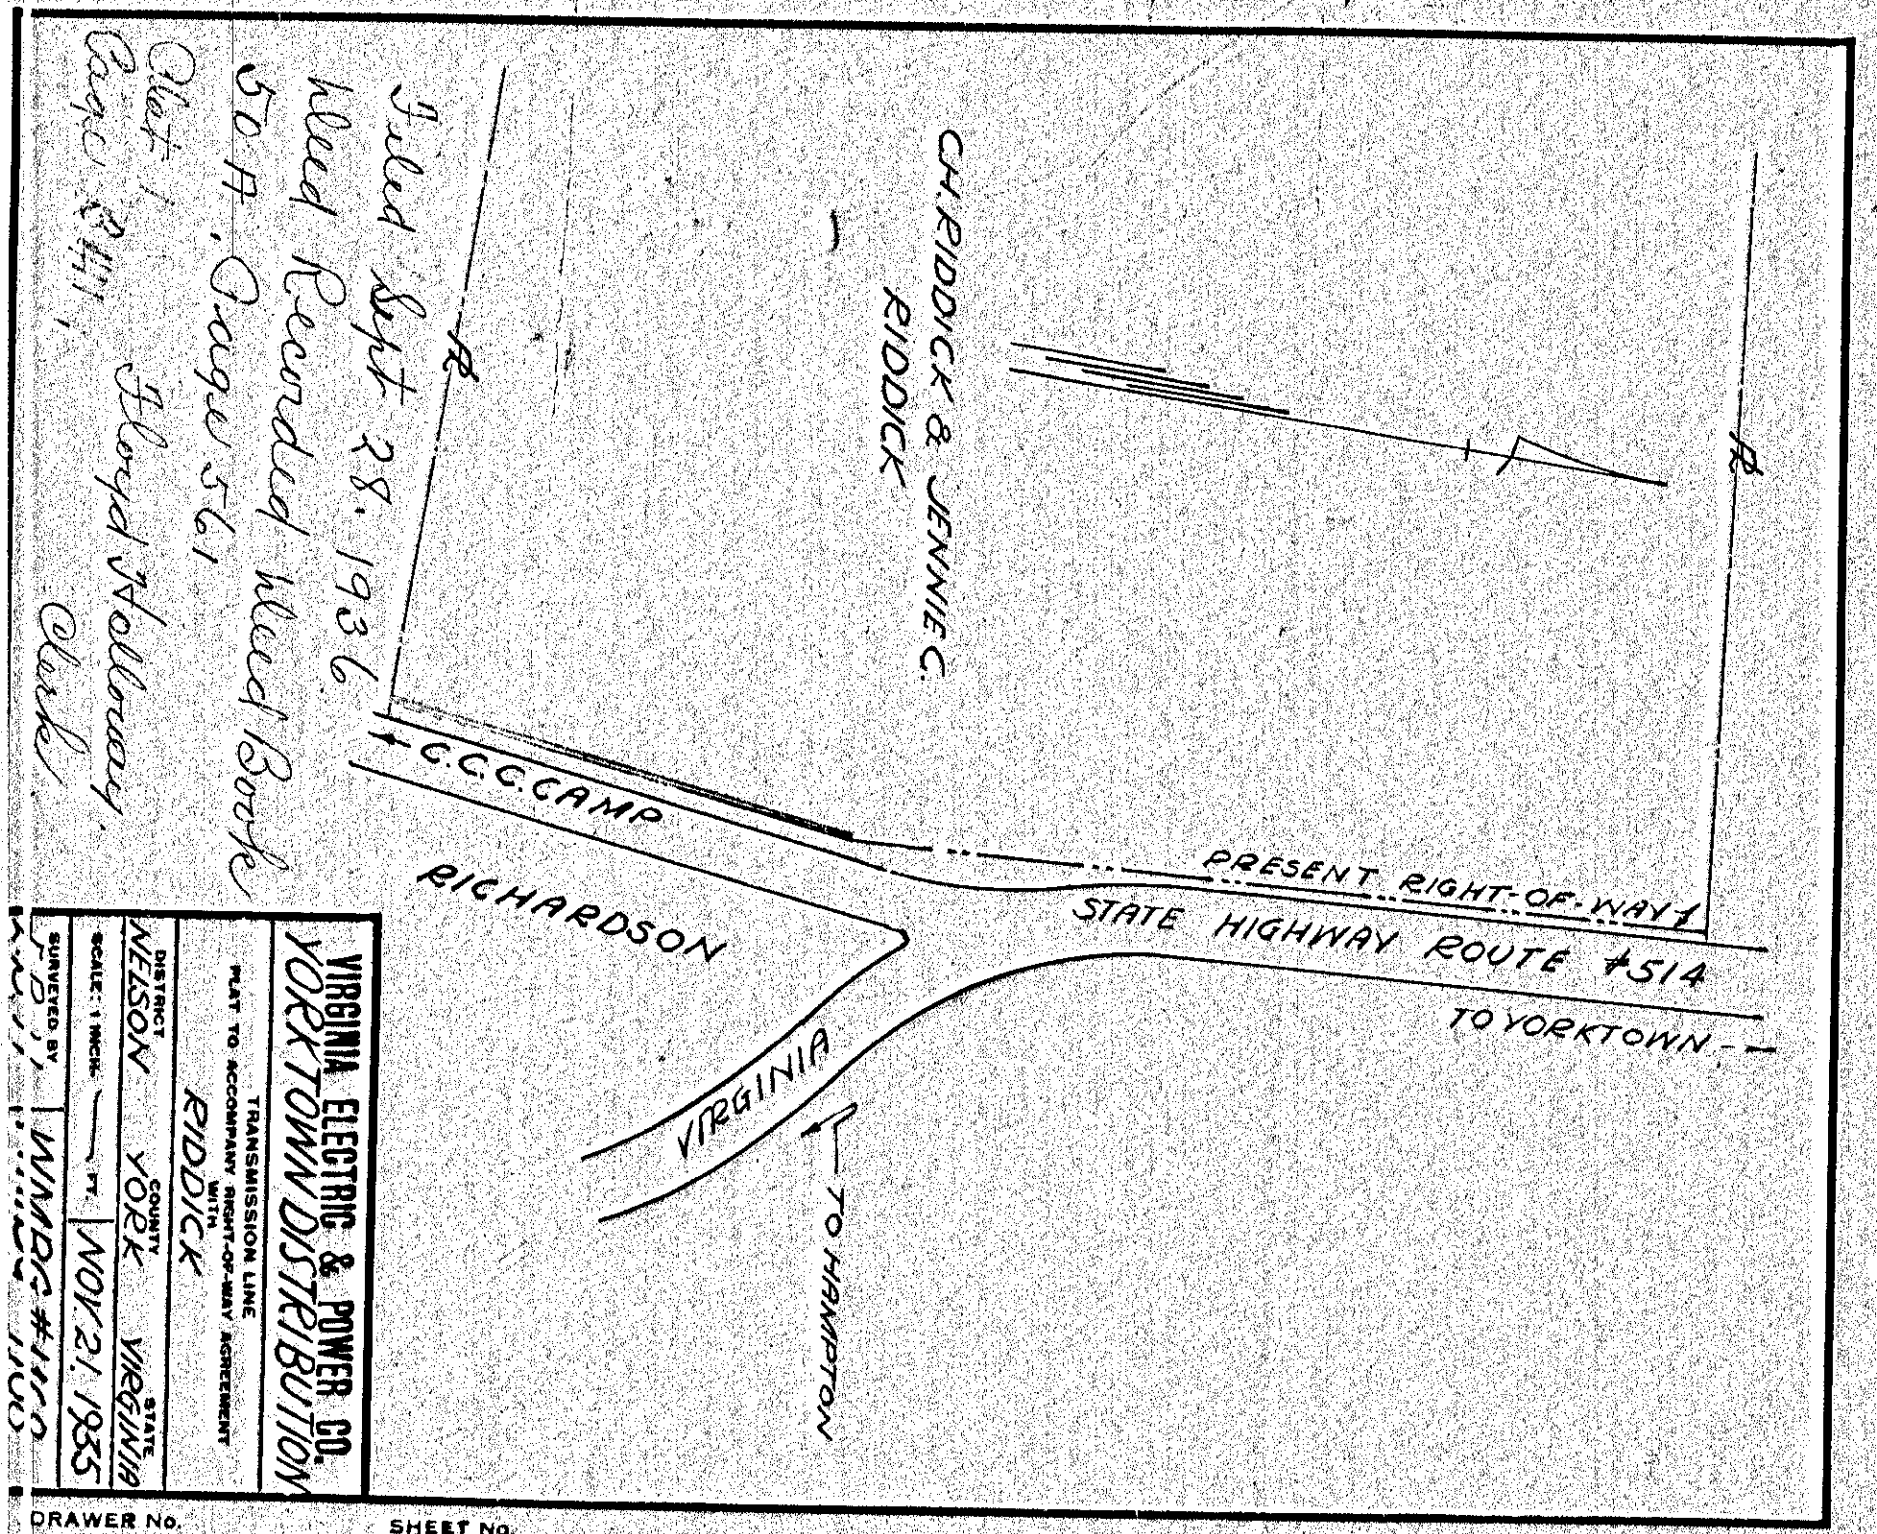 Filed Sept 28. 1936
Deed Recorded Deed Book
50 A, Page 561
Plat
Floyd Holloway,
Clerk
CH. RIDDICK & JENNIE C.
RIDDICK
PL
PL
PRESENT RIGHT-OF-WAY
STATE HIGHWAY ROUTE #514
TO YORKTOWN
C.C.C. CAMP
RICHARDSON
VIRGINIA
TO HAMPTON
VIRGINIA ELECTRIC & POWER CO.
YORKTOWN DISTRIBUTION
TRANSMISSION LINE
PLAT TO ACCOMPANY RIGHT-OF-WAY AGREEMENT
WITH
RIDDICK
DISTRICT COUNTY STATE
NELSON YORK VIRGINIA
SCALE: 1 INCH FT. NOV. 21, 1935
SURVEYED BY
DRAWER No.
SHEET No.